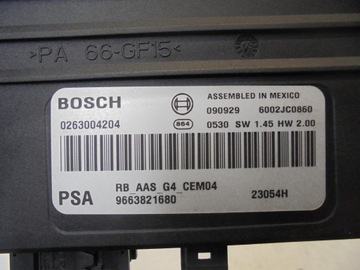 >PA 66-GF15<
BOSCH
ASSEMBLED IN MEXICO
090929 6002JC0860
0263004204
864 0530 SW 1.45 HW 2.00
PSA
RB_AAS_G4_CEM04
9663821680
23054H